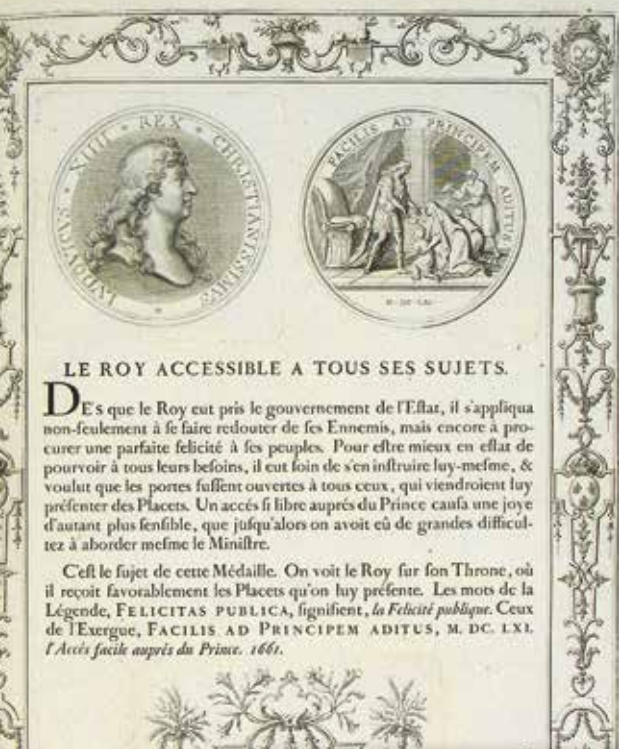 LUDOVICUS · XIIII · REX · CHRISTIANISSIMUS
FACILIS AD PRINCIPEM ADITUS
M·DC·LXI·
LE ROY ACCESSIBLE A TOUS SES SUJETS.
DEs que le Roy eut pris le gouvernement de l'Eſtat, il s'appliqua
non-ſeulement à ſe faire redouter de ſes Ennemis, mais encore à pro-
curer une parfaite felicité à ſes peuples. Pour eſtre mieux en eſtat de
pourvoir à tous leurs beſoins, il eut ſoin de s'en inſtruire luy-meſme, &
voulut que les portes fuſſent ouvertes à tous ceux, qui viendroient luy
préſenter des Placets. Un accés ſi libre auprés du Prince cauſa une joye
d'autant plus ſenſible, que juſqu'alors on avoit eû de grandes difficul-
tez à aborder meſme le Miniſtre.
C'eſt le ſujet de cette Médaille. On voit le Roy ſur ſon Throne, où
il reçoit favorablement les Placets qu'on luy préſente. Les mots de la
Légende, FELICITAS PUBLICA, ſignifient, la Felicité publique. Ceux
de l'Exergue, FACILIS AD PRINCIPEM ADITUS, M. DC. LXI.
l'Accés facile auprés du Prince. 1661.